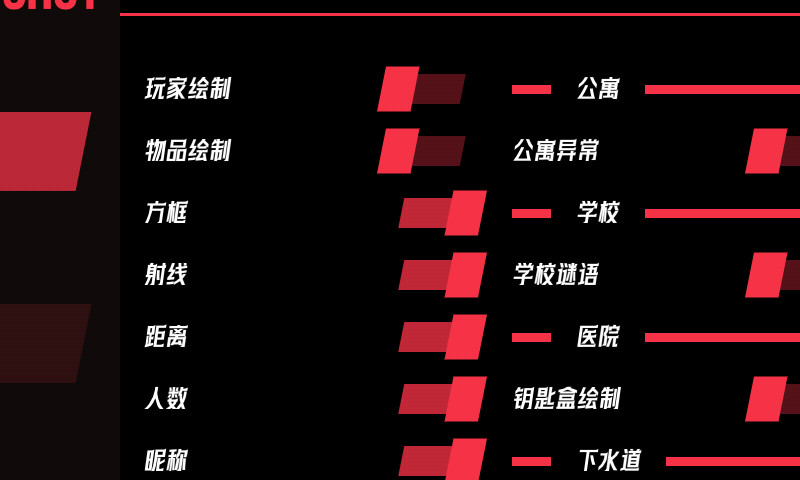 玩家绘制
公寓
物品绘制
公寓异常
方框
学校
射线
学校谜语
距离
医院
人数
钥匙盒绘制
昵称
下水道